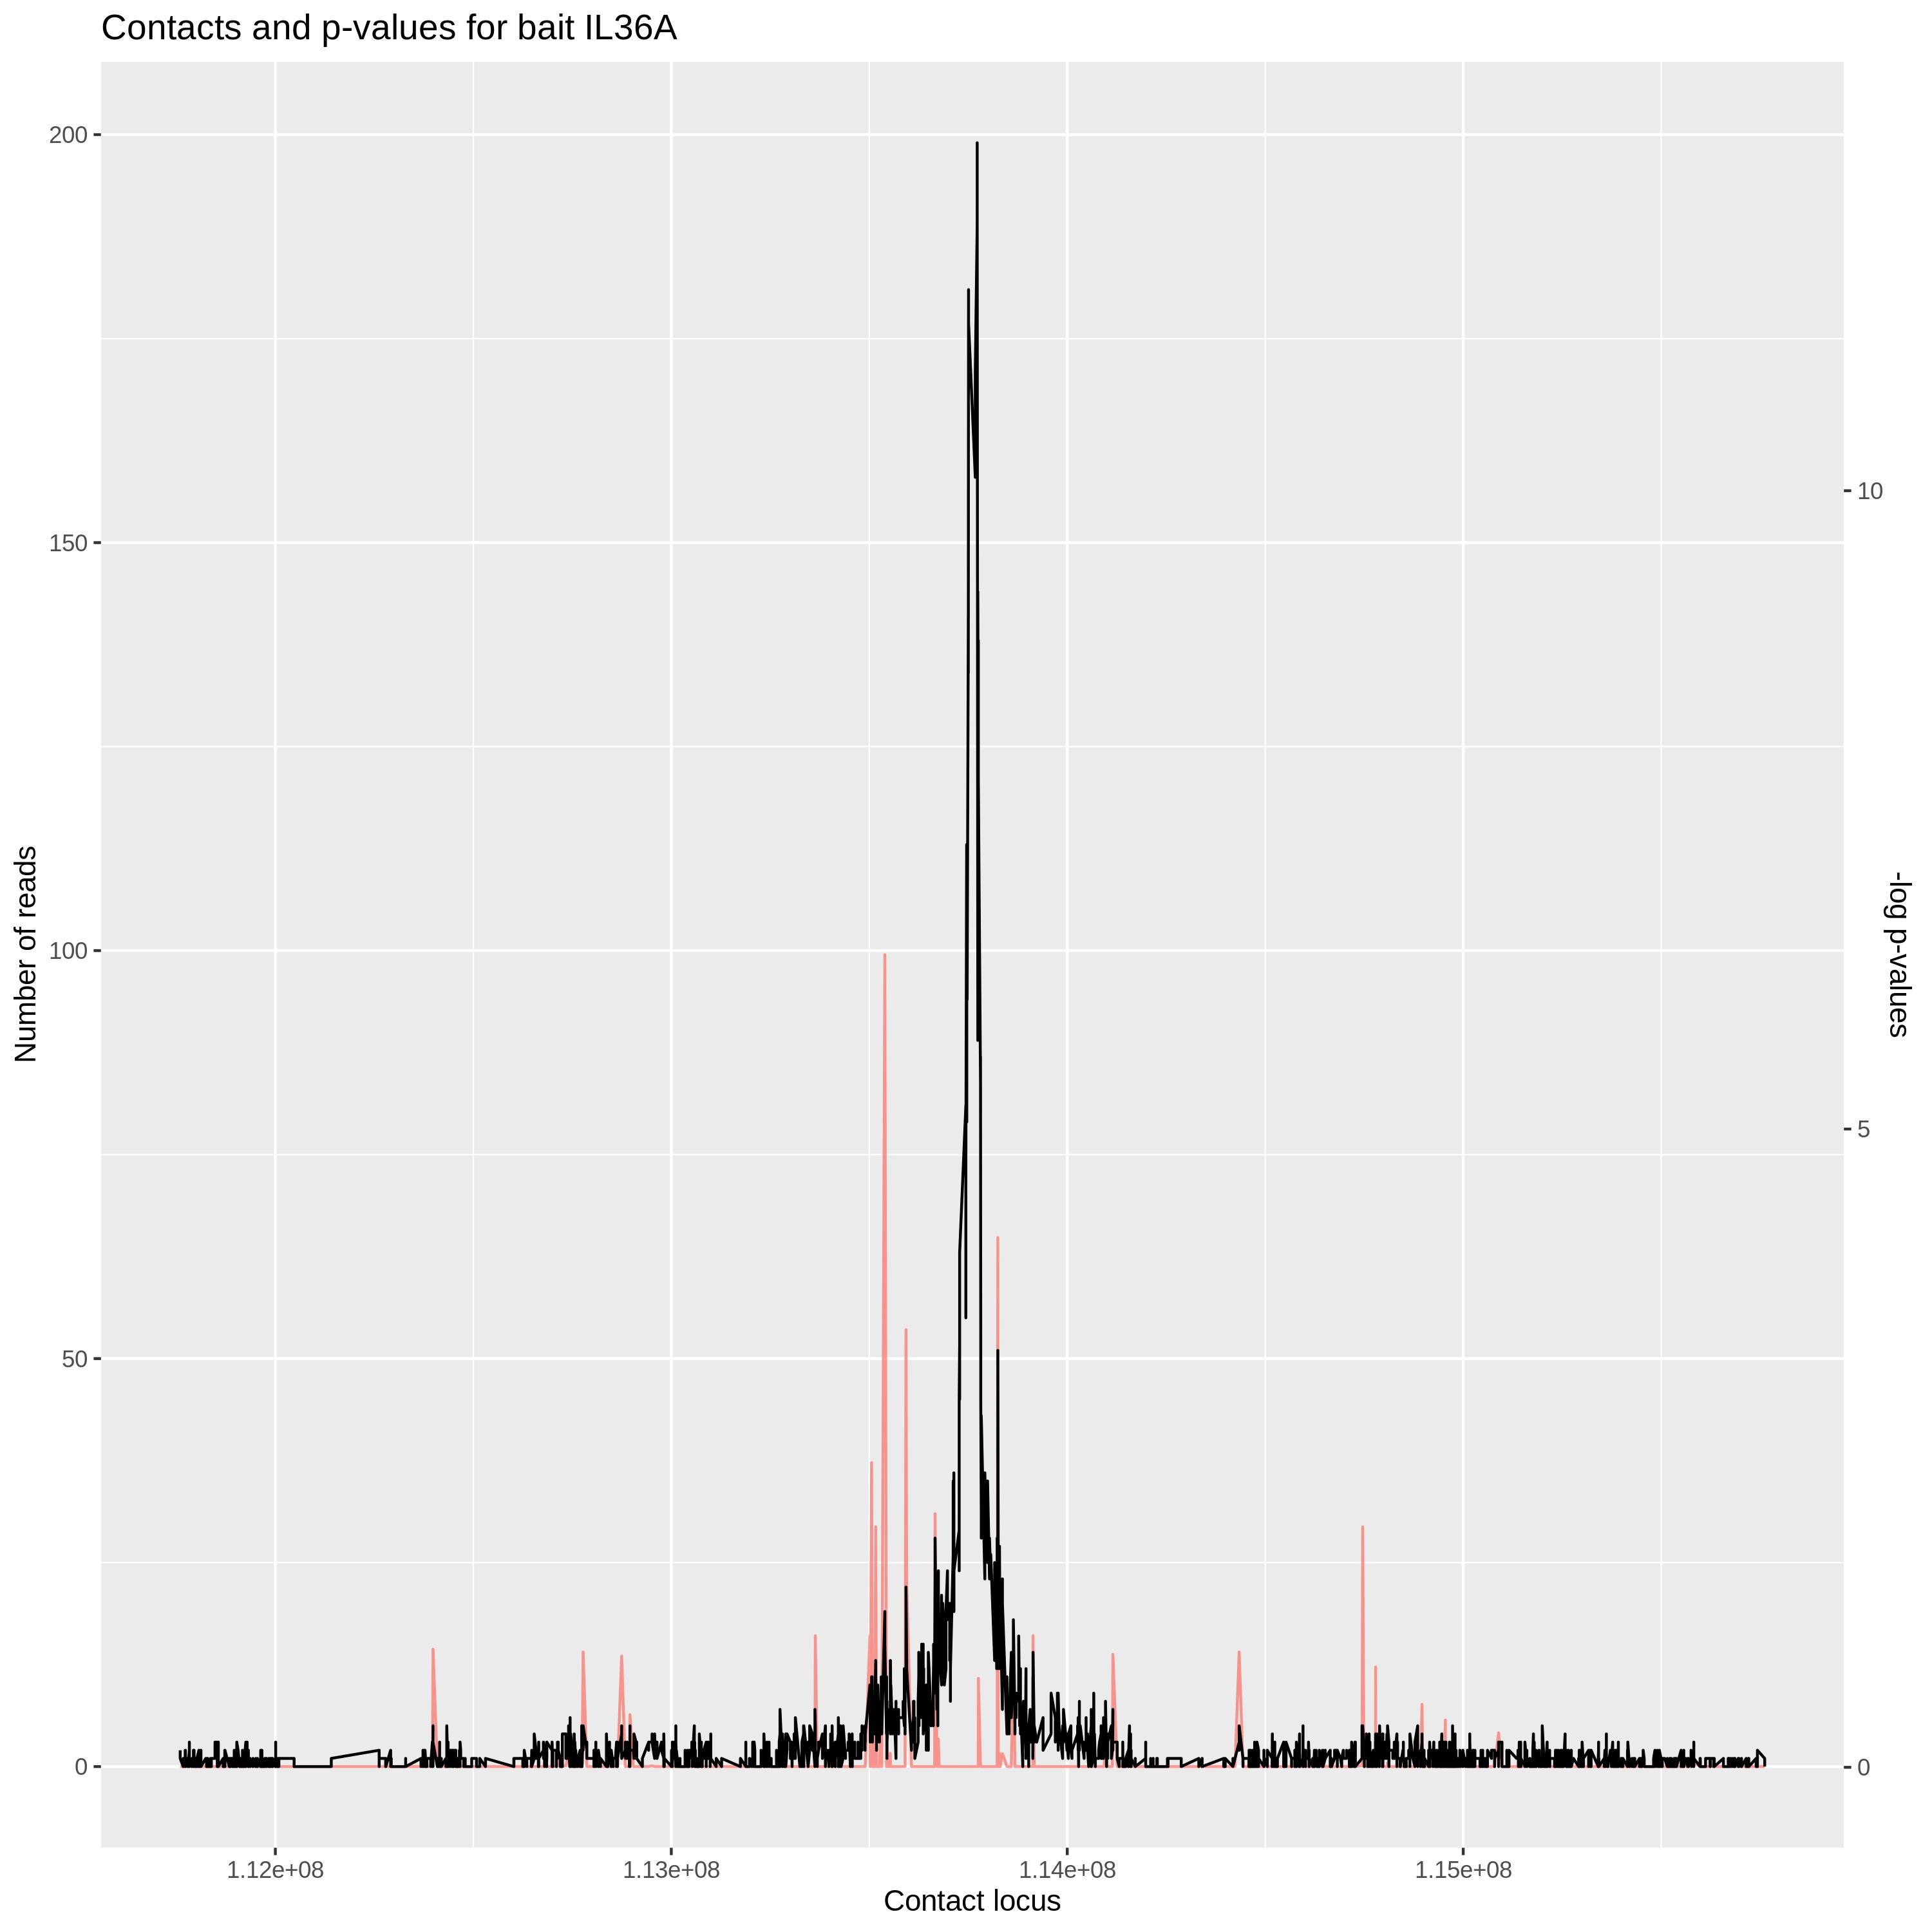 Contacts and p-values for bait IL36A
200
150
100
50
0
Number of reads
10
5
0
-log p-values
1.12e+08
1.13e+08
1.14e+08
1.15e+08
Contact locus